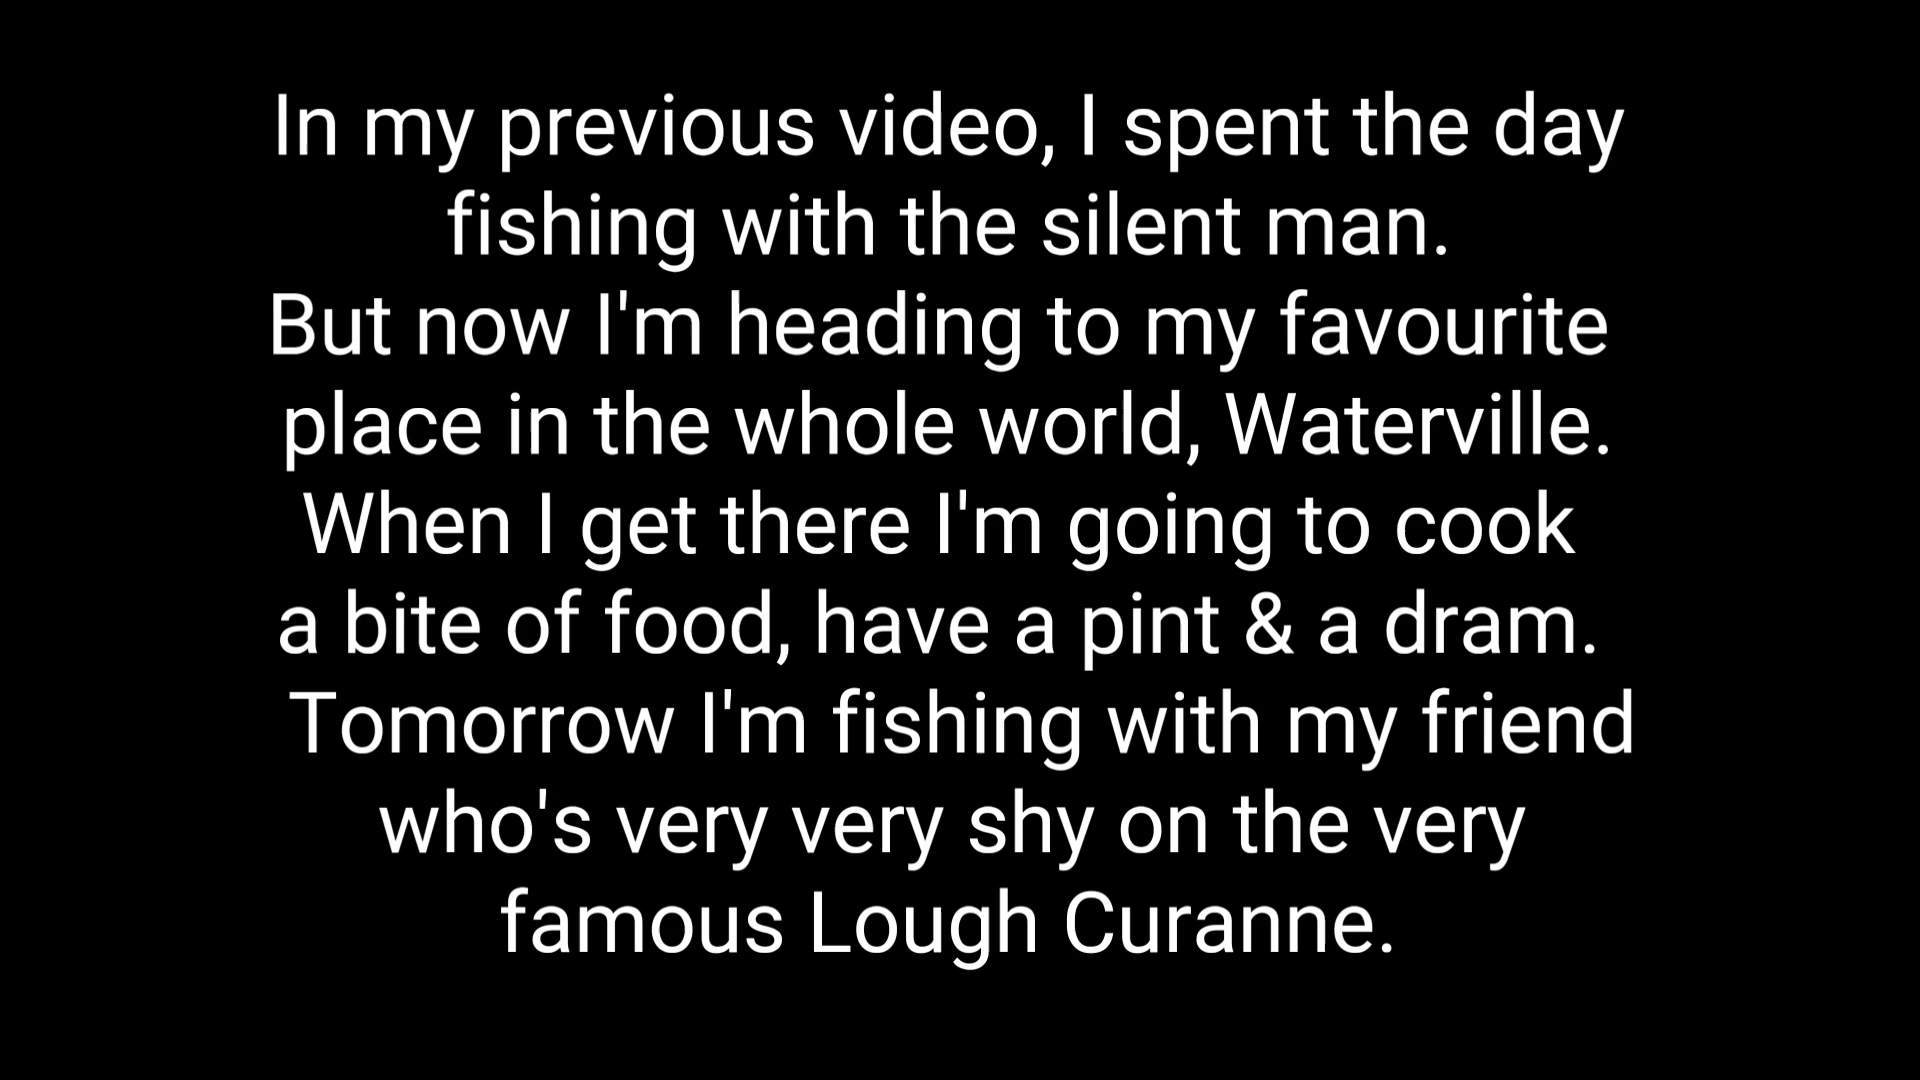 In my previous video, I spent the day
fishing with the silent man.
But now I'm heading to my favourite
place in the whole world, Waterville.
When I get there I'm going to cook
a bite of food, have a pint & a dram.
Tomorrow I'm fishing with my friend
who's very very shy on the very
famous Lough Curanne.